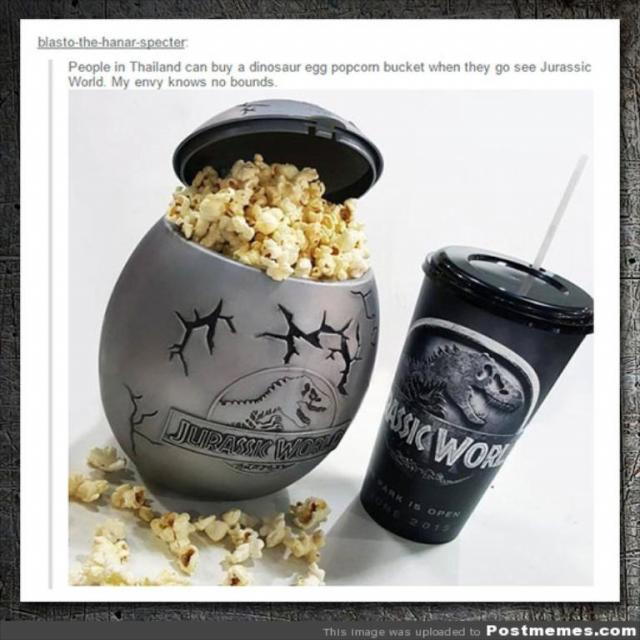 blasto-the-hanar-specter:
People in Thailand can buy a dinosaur egg popcorn bucket when they go see Jurassic
World. My envy knows no bounds.
JURASSIC WORLD
ASSIC WORL
PARK IS OPEN
JUNE 2015
This image was uploaded to Postmemes.com